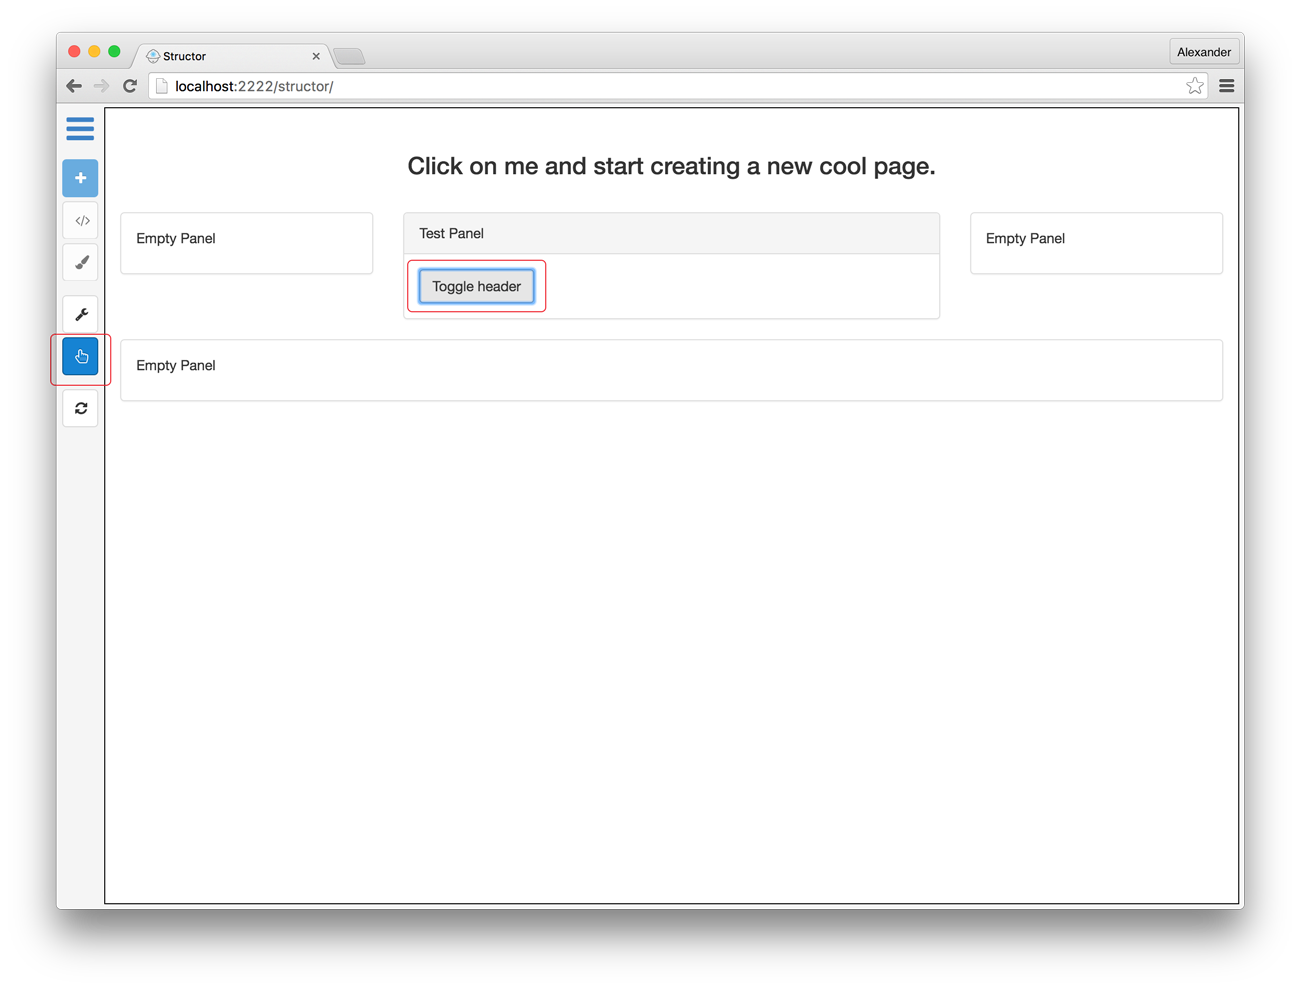 Structor
Alexander
localhost:2222/structor/
Click on me and start creating a new cool page.
Empty Panel
Test Panel
Empty Panel
Toggle header
Empty Panel